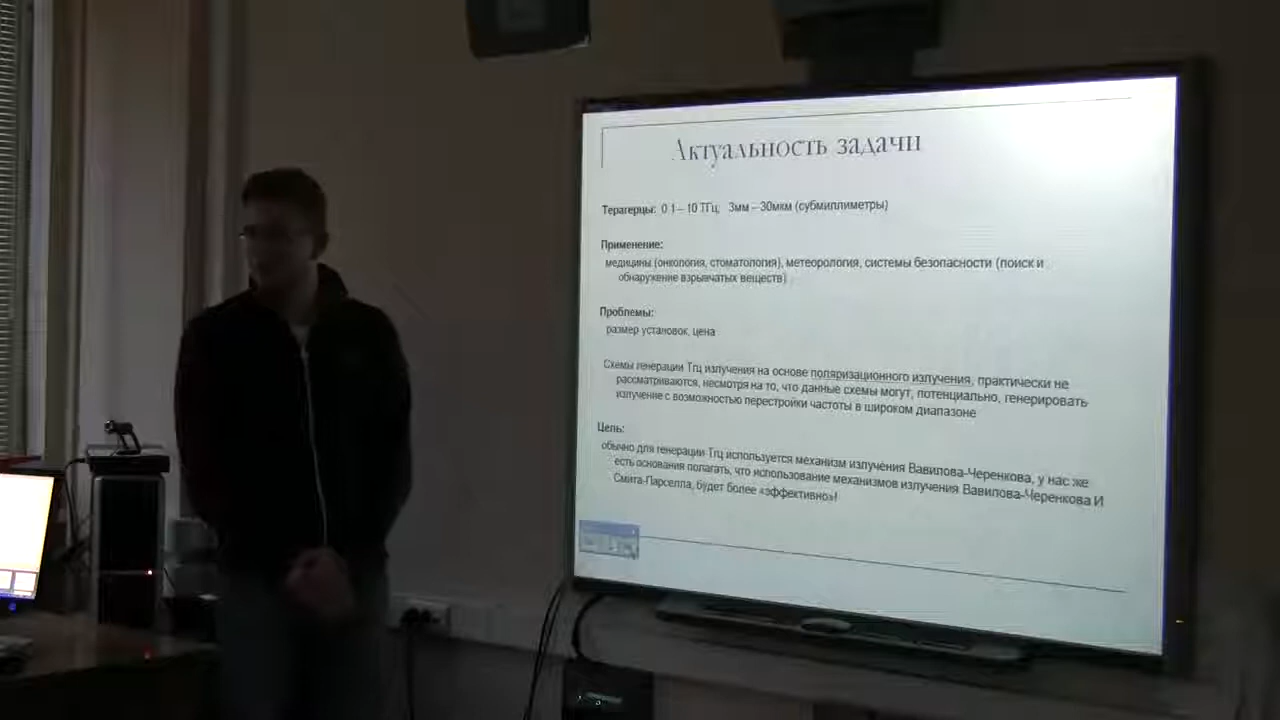 Актуальность задачи
Терагерцы: 0.1 – 10 ТГц; 3мм – 30мкм (субмиллиметры)
Применение:
медицины (онкология, стоматология), метеорология, системы безопасности (поиск и
обнаружение взрывчатых веществ)
Проблемы:
размер установок, цена
Схемы генерации Тгц излучения на основе поляризационного излучения, практически не
рассматриваются, несмотря на то, что данные схемы могут, потенциально, генерировать
излучение с возможностью перестройки частоты в широком диапазоне
Цель:
обычно для генерации Тгц используется механизм излучения Вавилова-Черенкова, у нас же
есть основания полагать, что использование механизмов излучения Вавилова-Черенкова И
Смита-Парселла, будет более «эффективно»!